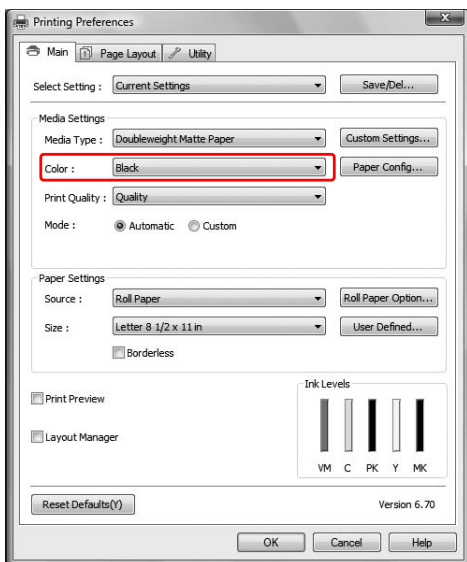 Printing Preferences
X
Main
Page Layout
Utility
Select Setting : Current Settings Save/Del...
Media Settings
Media Type : Doubleweight Matte Paper Custom Settings...
Color : Black Paper Config...
Print Quality : Quality
Mode : Automatic Custom
Paper Settings
Source : Roll Paper Roll Paper Option...
Size : Letter 8 1/2 x 11 in User Defined...
Borderless
Print Preview
Layout Manager
Ink Levels
VM C PK Y MK
Reset Defaults(Y) Version 6.70
OK Cancel Help